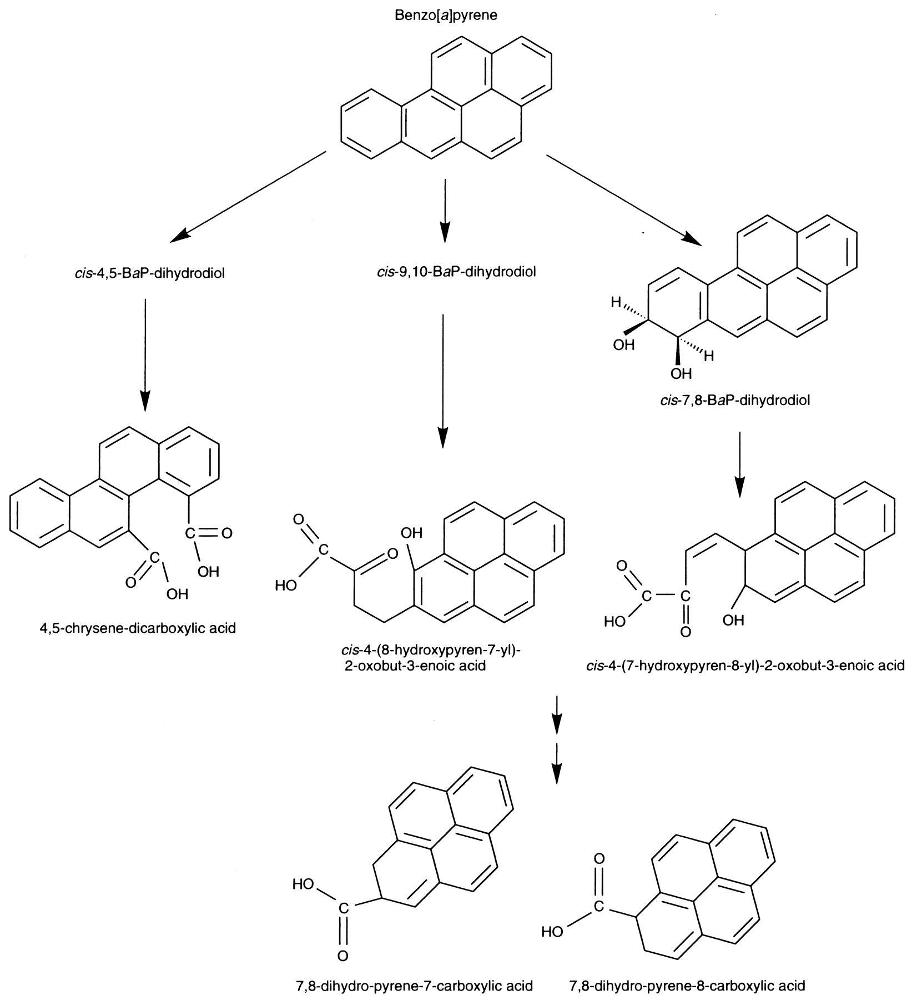 Benzo[a]pyrene
cis-4,5-BaP-dihydrodiol
cis-9,10-BaP-dihydrodiol
H
OH
H
OH
cis-7,8-BaP-dihydrodiol
C
O
OH
C
O
OH
4,5-chrysene-dicarboxylic acid
O
C
HO
O
OH
cis-4-(8-hydroxypyren-7-yl)-
2-oxobut-3-enoic acid
O
C
C
HO
O
OH
cis-4-(7-hydroxypyren-8-yl)-2-oxobut-3-enoic acid
HO
C
O
7,8-dihydro-pyrene-7-carboxylic acid
O
C
HO
7,8-dihydro-pyrene-8-carboxylic acid